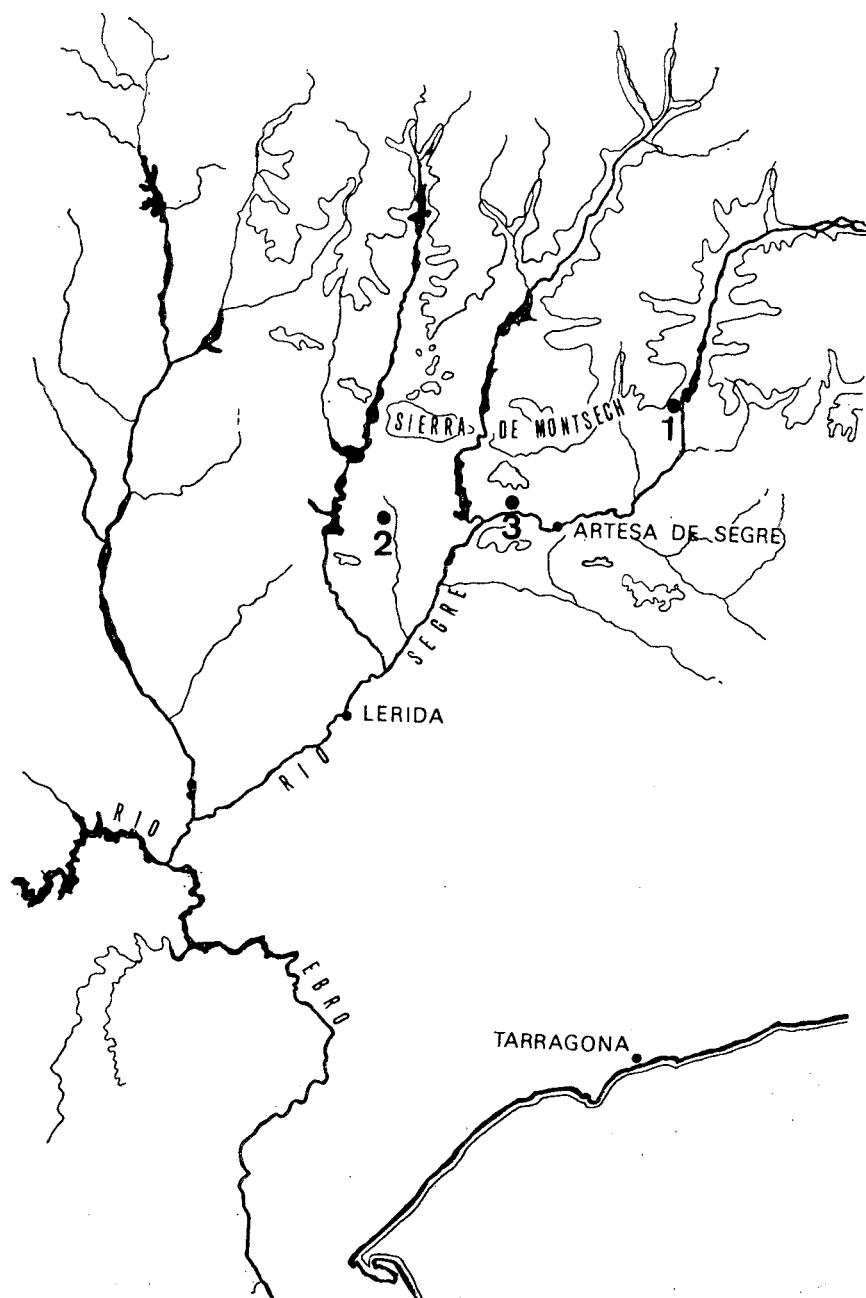 SIERRA DE MONTSECH
1
2
3
ARTESA DE SEGRE
RIO SEGRE
LERIDA
RIO EBRO
TARRAGONA